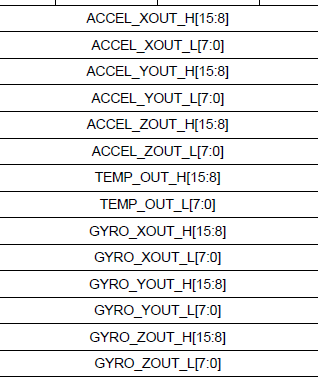 ACCEL_XOUT_H[15:8]
ACCEL_XOUT_L[7:0]
ACCEL_YOUT_H[15:8]
ACCEL_YOUT_L[7:0]
ACCEL_ZOUT_H[15:8]
ACCEL_ZOUT_L[7:0]
TEMP_OUT_H[15:8]
TEMP_OUT_L[7:0]
GYRO_XOUT_H[15:8]
GYRO_XOUT_L[7:0]
GYRO_YOUT_H[15:8]
GYRO_YOUT_L[7:0]
GYRO_ZOUT_H[15:8]
GYRO_ZOUT_L[7:0]